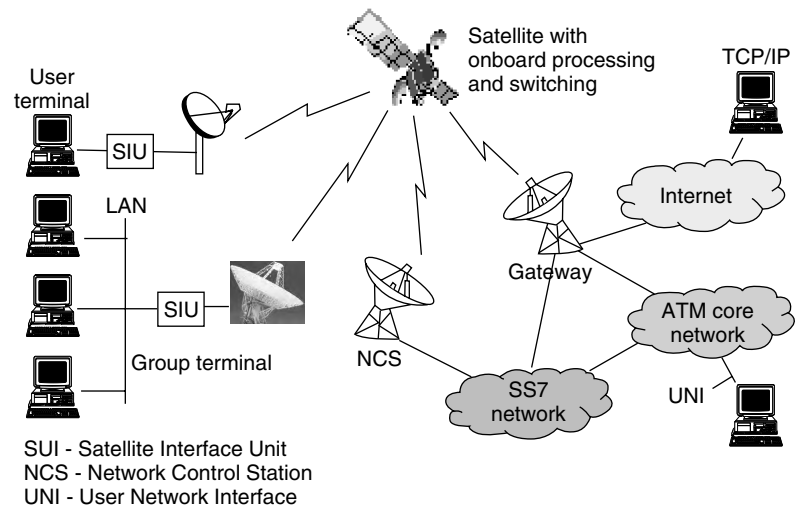 Satellite with
onboard processing
and switching
TCP/IP
User
terminal
SIU
LAN
Internet
Gateway
SIU
ATM core
network
Group terminal
NCS
SS7
network
UNI
SUI - Satellite Interface Unit
NCS - Network Control Station
UNI - User Network Interface